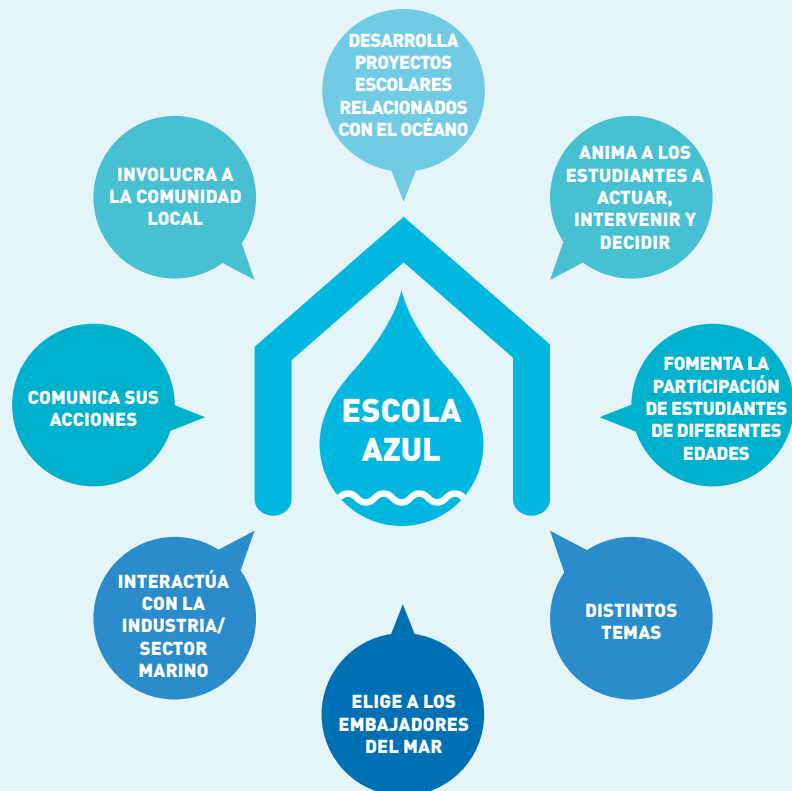 DESARROLLA
PROYECTOS
ESCOLARES
RELACIONADOS
CON EL OCÉANO
INVOLUCRA A
LA COMUNIDAD
LOCAL
ANIMA A LOS
ESTUDIANTES A
ACTUAR,
INTERVENIR Y
DECIDIR
COMUNICA SUS
ACCIONES
ESCOLA
AZUL
FOMENTA LA
PARTICIPACIÓN
DE ESTUDIANTES
DE DIFERENTES
EDADES
INTERACTÚA
CON LA
INDUSTRIA/
SECTOR
MARINO
DISTINTOS
TEMAS
ELIGE A LOS
EMBAJADORES
DEL MAR